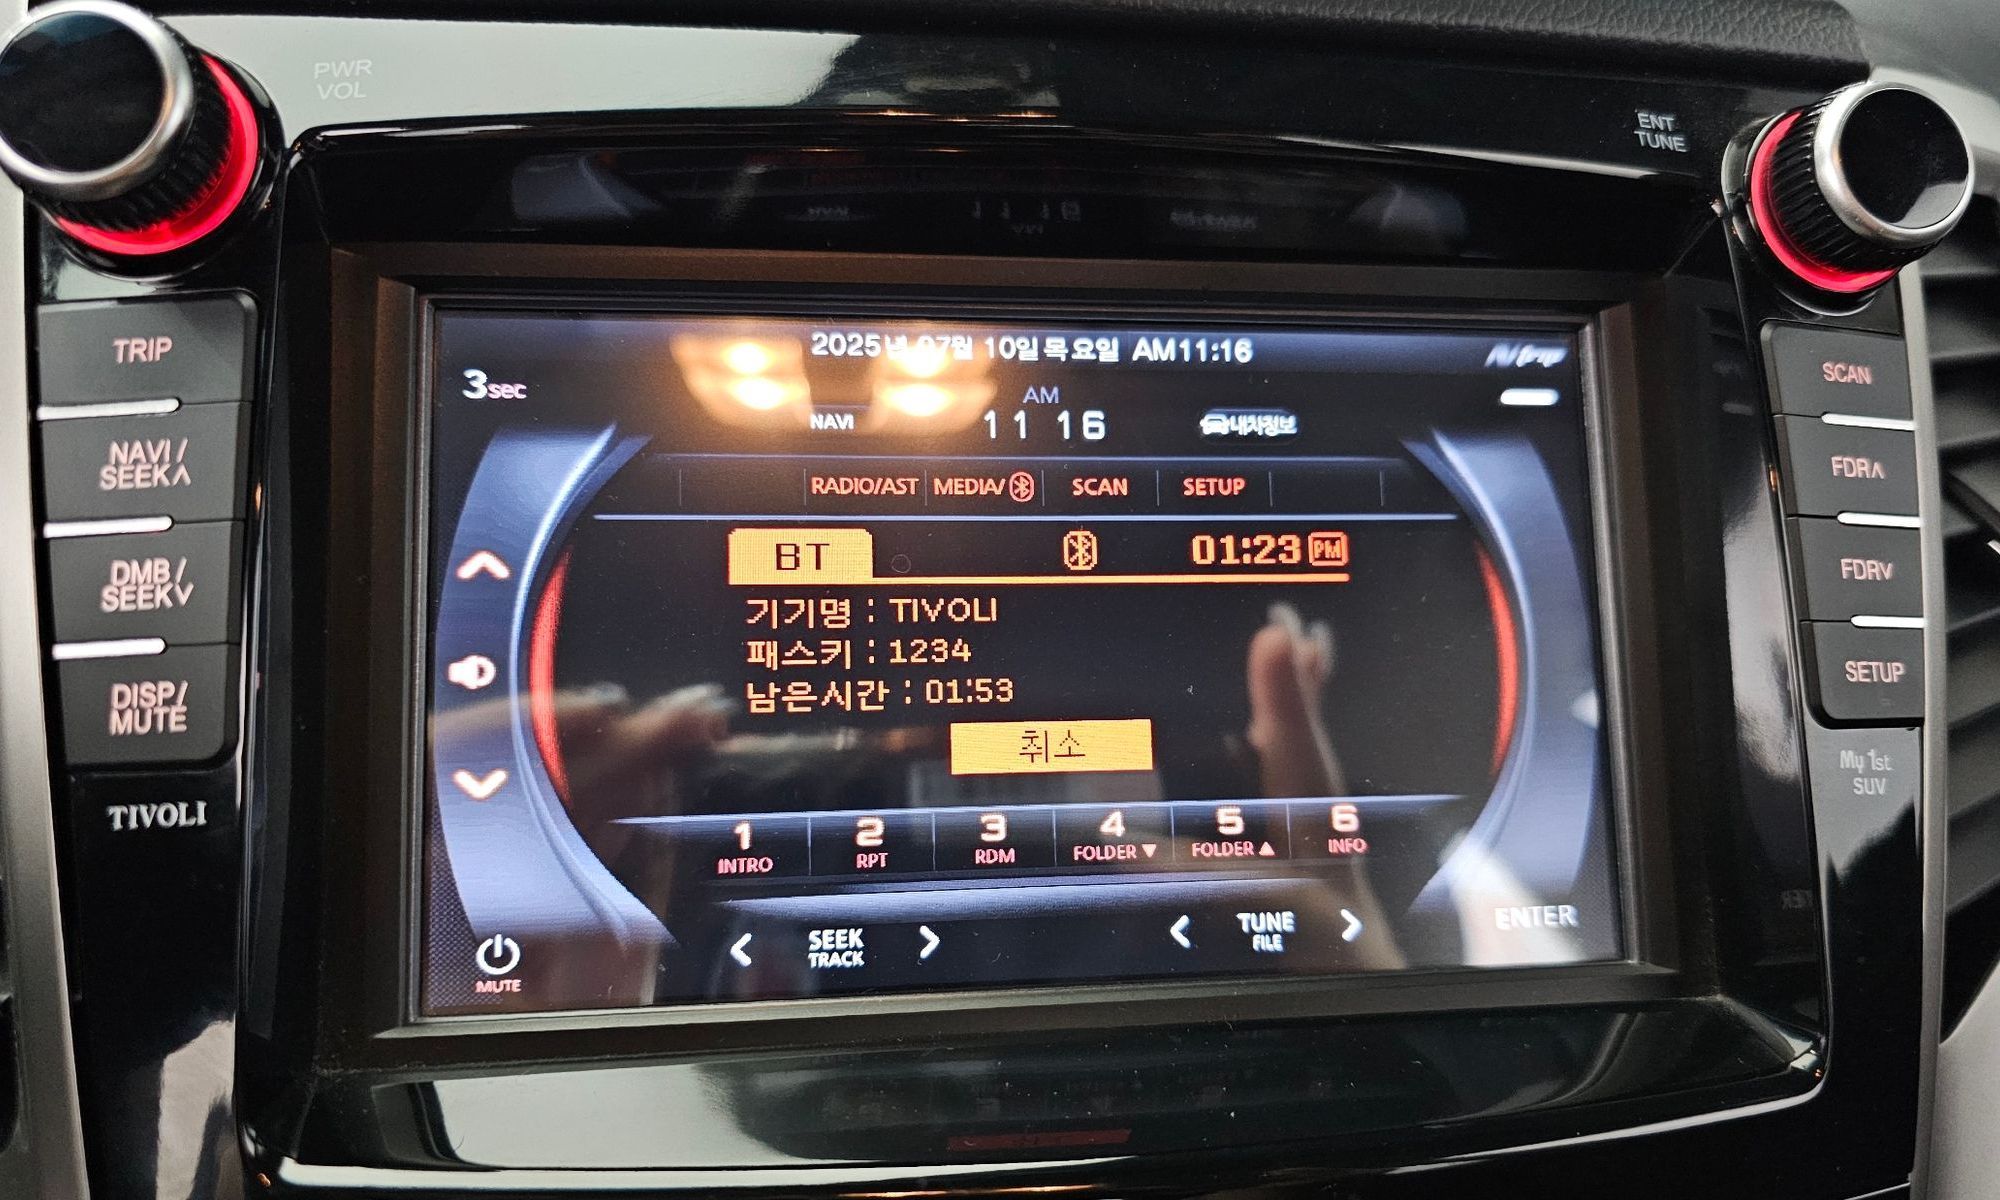 PWR
VOL
ENT
TUNE
TRIP
NAVI /
SEEK∧
DMB /
SEEK∨
DISP/
MUTE
TIVOLI
2025년 07월 10일 목요일 AM11:16
3sec
AM
NAVI
11 16
내차정보
RADIO/AST
MEDIA/
SCAN
SETUP
BT
01:23 PM
기기명 : TIVOLI
패스키 : 1234
남은시간 : 01:53
취소
1
INTRO
2
RPT
3
RDM
4
FOLDER▼
5
FOLDER▲
6
INFO
MUTE
< SEEK >
TRACK
< TUNE >
FILE
ENTER
SCAN
FDR∧
FDR∨
SETUP
My 1st
SUV